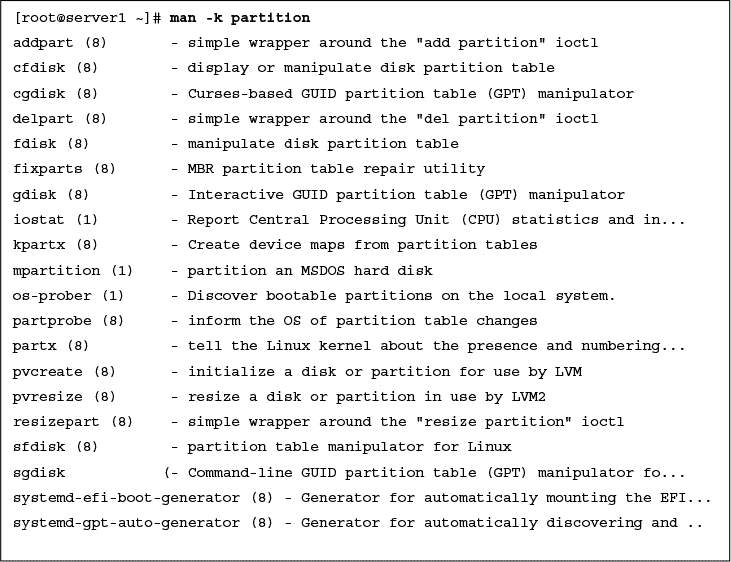 [root@server1 ~]# man -k partition
addpart (8) - simple wrapper around the "add partition" ioctl
cfdisk (8) - display or manipulate disk partition table
cgdisk (8) - Curses-based GUID partition table (GPT) manipulator
delpart (8) - simple wrapper around the "del partition" ioctl
fdisk (8) - manipulate disk partition table
fixparts (8) - MBR partition table repair utility
gdisk (8) - Interactive GUID partition table (GPT) manipulator
iostat (1) - Report Central Processing Unit (CPU) statistics and in...
kpartx (8) - Create device maps from partition tables
mpartition (1) - partition an MSDOS hard disk
os-prober (1) - Discover bootable partitions on the local system.
partprobe (8) - inform the OS of partition table changes
partx (8) - tell the Linux kernel about the presence and numbering...
pvcreate (8) - initialize a disk or partition for use by LVM
pvresize (8) - resize a disk or partition in use by LVM2
resizepart (8) - simple wrapper around the "resize partition" ioctl
sfdisk (8) - partition table manipulator for Linux
sgdisk (- Command-line GUID partition table (GPT) manipulator fo...
systemd-efi-boot-generator (8) - Generator for automatically mounting the EFI...
systemd-gpt-auto-generator (8) - Generator for automatically discovering and ..